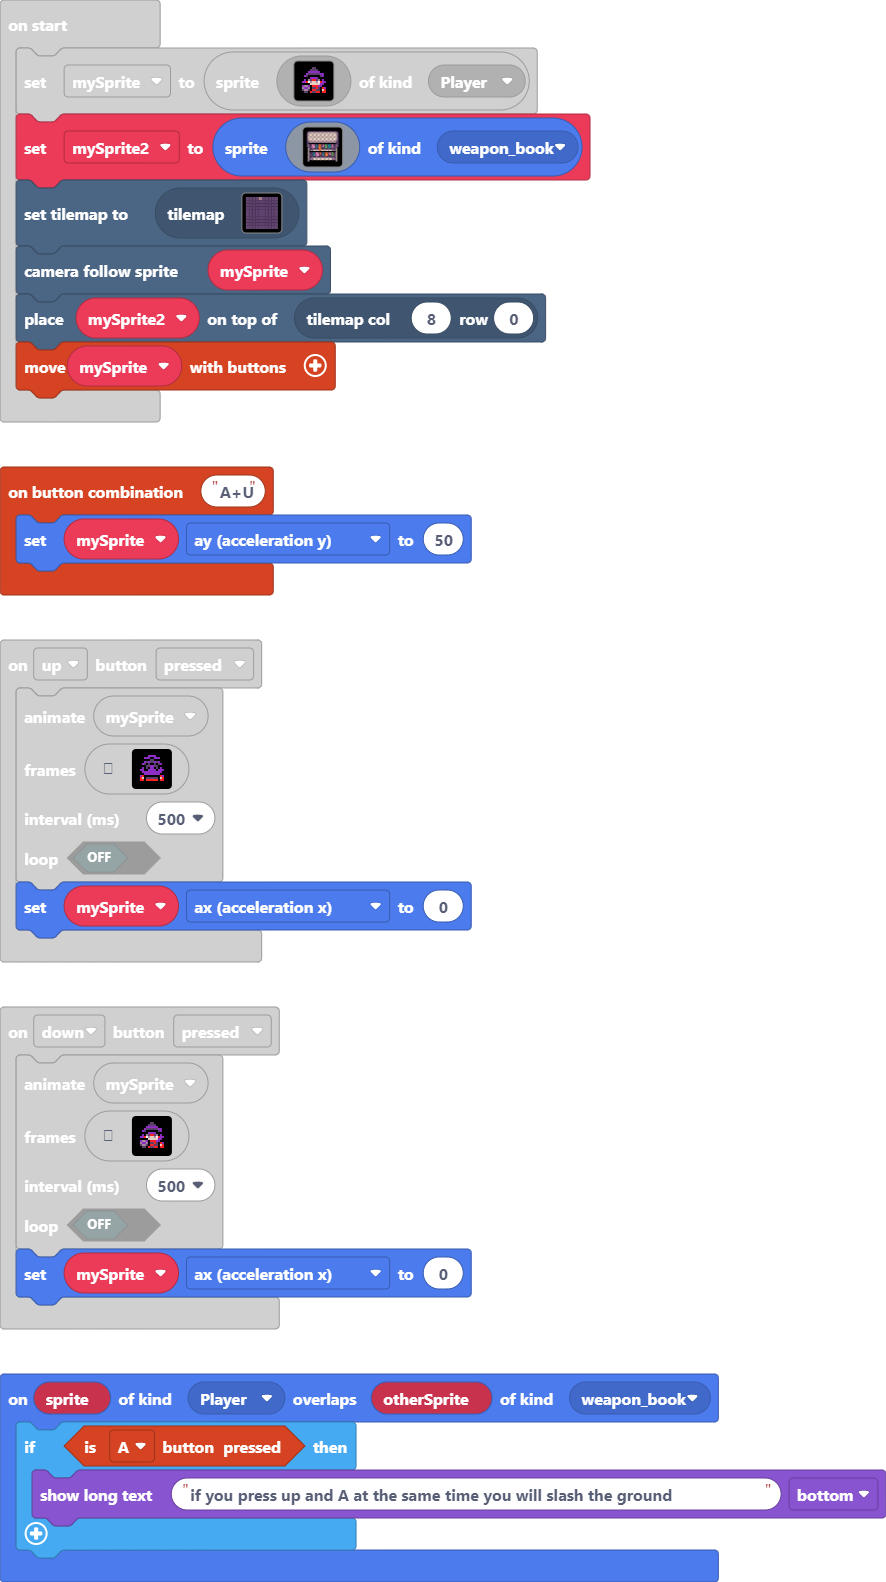 on start
set mySprite to sprite of kind Player
set mySprite2 to sprite of kind weapon_book
set tilemap to tilemap
camera follow sprite mySprite
place mySprite2 on top of tilemap col 8 row 0
move mySprite with buttons
on button combination "A+U"
set mySprite ay (acceleration y) to 50
on up button pressed
animate mySprite
frames
interval (ms) 500
loop OFF
set mySprite ax (acceleration x) to 0
on down button pressed
animate mySprite
frames
interval (ms) 500
loop OFF
set mySprite ax (acceleration x) to 0
on sprite of kind Player overlaps otherSprite of kind weapon_book
if is A button pressed then
show long text "if you press up and A at the same time you will slash the ground " bottom